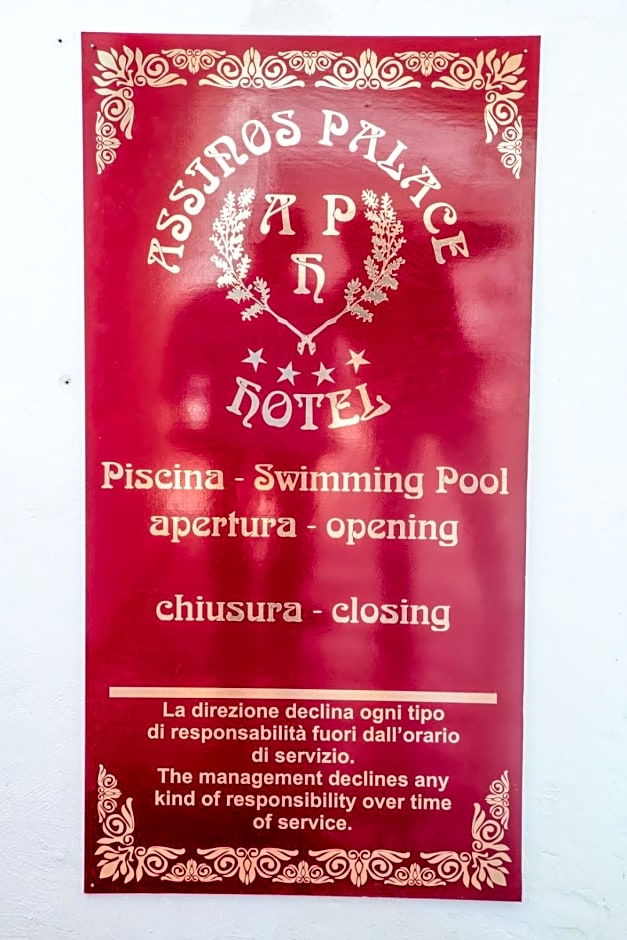 ASSINOS PALACE
A P
H
HOTEL
Piscina - Swimming Pool
apertura - opening
chiusura - closing
La direzione declina ogni tipo
di responsabilità fuori dall'orario
di servizio.
The management declines any
kind of responsibility over time
of service.